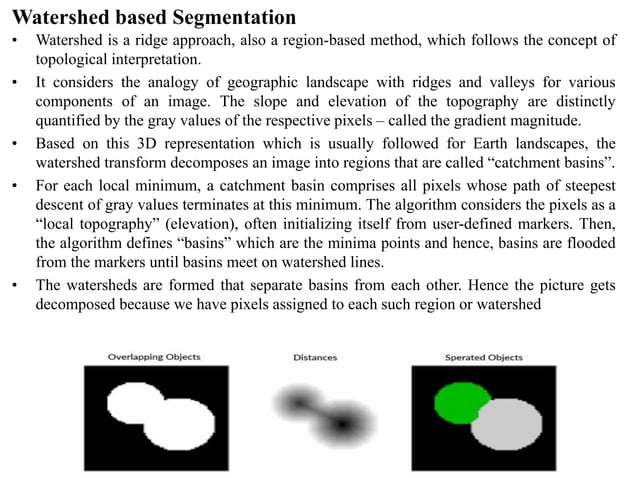 Watershed based Segmentation
• Watershed is a ridge approach, also a region-based method, which follows the concept of
topological interpretation.
• It considers the analogy of geographic landscape with ridges and valleys for various
components of an image. The slope and elevation of the topography are distinctly
quantified by the gray values of the respective pixels – called the gradient magnitude.
• Based on this 3D representation which is usually followed for Earth landscapes, the
watershed transform decomposes an image into regions that are called “catchment basins”.
• For each local minimum, a catchment basin comprises all pixels whose path of steepest
descent of gray values terminates at this minimum. The algorithm considers the pixels as a
“local topography” (elevation), often initializing itself from user-defined markers. Then,
the algorithm defines “basins” which are the minima points and hence, basins are flooded
from the markers until basins meet on watershed lines.
• The watersheds are formed that separate basins from each other. Hence the picture gets
decomposed because we have pixels assigned to each such region or watershed
Overlapping Objects
Distances
Sperated Objects